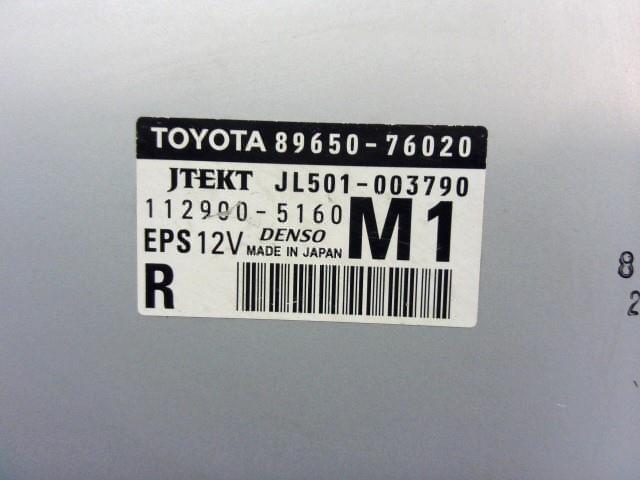 TOYOTA 89650-76020
JTEKT JL501-003790
112900-5160
M1
EPS 12V DENSO
MADE IN JAPAN
R
8
2